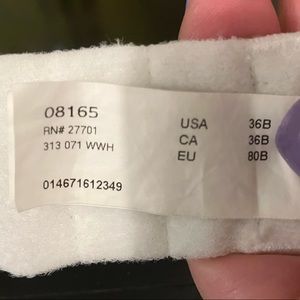 08165
RN# 27701
313 071 WWH
014671612349
USA 36B
CA 36B
EU 80B